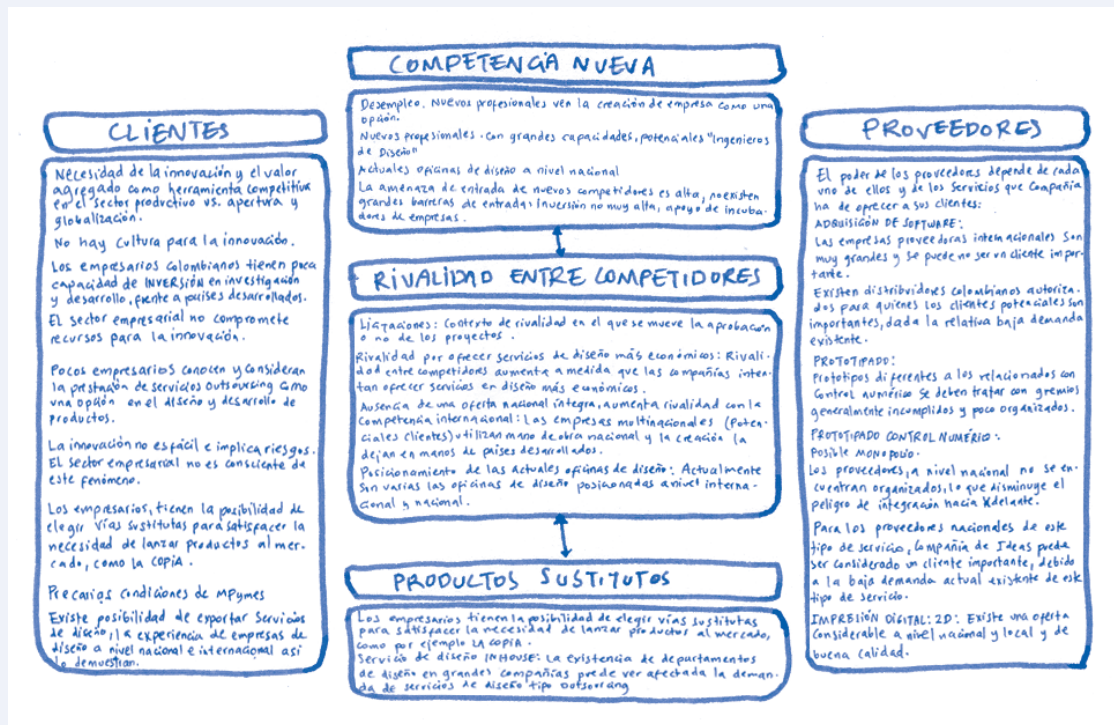 COMPETENCIA NUEVA
Desempleo. Nuevos profesionales ven la creación de empresa como una
opción.
Nuevos profesionales. Con grandes capacidades, potenciales "Ingenieros
de Diseño"
Actuales oficinas de diseño a nivel nacional
La amenaza de entrada de nuevos competidores es alta, no existen
grandes barreras de entrada: Inversión no muy alta, apoyo de incuba-
dores de empresas.
CLIENTES
Necesidad de la innovación y el valor
agregado como herramienta competitiva
en el sector productivo vs. apertura y
globalización.
No hay cultura para la innovación.
Los empresarios colombianos tienen poca
capacidad de INVERSIÓN en investigación
y desarrollo, frente a países desarrollados.
El sector empresarial no compromete
recursos para la innovación.
Pocos empresarios conocen y consideran
la prestación de servicios Outsourcing como
una opción en el diseño y desarrollo de
productos.
La innovación no es fácil e implica riesgos.
El sector empresarial no es consciente de
este fenómeno.
Los empresarios, tienen la posibilidad de
elegir vías sustitutas para satisfacer la
necesidad de lanzar productos al mer-
cado, como la COPIA.
Precarias condiciones de MPymes
Existe posibilidad de exportar Servicios
de diseño, la experiencia de empresas de
diseño a nivel nacional e internacional así
lo demuestran.
RIVALIDAD ENTRE COMPETIDORES
Licitaciones: Contexto de rivalidad en el que se mueve la aprobación
o no de los proyectos.
Rivalidad por ofrecer servicios de diseño más económicos: Rivali-
dad entre competidores aumenta a medida que las compañías inten-
tan ofrecer servicios en diseño más económicos.
Ausencia de una oferta nacional íntegra, aumenta rivalidad con la
competencia internacional: Las empresas multinacionales (Poten-
ciales clientes) utilizan mano de obra nacional y la creación la
dejan en manos de países desarrollados.
Posicionamiento de las actuales oficinas de diseño: Actualmente
son varias las oficinas de diseño posicionadas a nivel interna-
cional y nacional.
PRODUCTOS SUSTITUTOS
Los empresarios tienen la posibilidad de elegir vías sustitutas
para satisfacer la necesidad de lanzar productos al mercado,
como por ejemplo LA COPIA.
Servicio de diseño INHOUSE: La existencia de departamentos
de diseño en grandes compañías puede ver afectada la deman-
da de servicios de diseño tipo outsourcing
PROVEEDORES
El poder de los proveedores depende de cada
uno de ellos y de los Servicios que Compañía
ha de ofrecer a sus clientes:
ADQUISICIÓN DE SOFTWARE:
Las empresas proveedoras internacionales son
muy grandes y se puede no ser un cliente impor-
tante.
Existen distribuidores colombianos autoriza-
dos para quienes los clientes potenciales son
importantes, dada la relativa baja demanda
existente.
PROTOTIPADO:
Prototipos diferentes a los relacionados con
Control numérico se deben tratar con gremios
generalmente incumplidos y poco organizados.
PROTOTIPADO CONTROL NUMÉRICO:
Posible MONOPOLIO.
Los proveedores, a nivel nacional no se en-
cuentran organizados, lo que disminuye el
peligro de integración hacia Adelante.
Para los proveedores nacionales de este
tipo de servicio, Compañía de Ideas puede
ser considerado un cliente importante, debido
a la baja demanda actual existente de este
tipo de servicio.
IMPRESIÓN DIGITAL: 2D: Existe una oferta
considerable a nivel nacional y local y de
buena calidad.